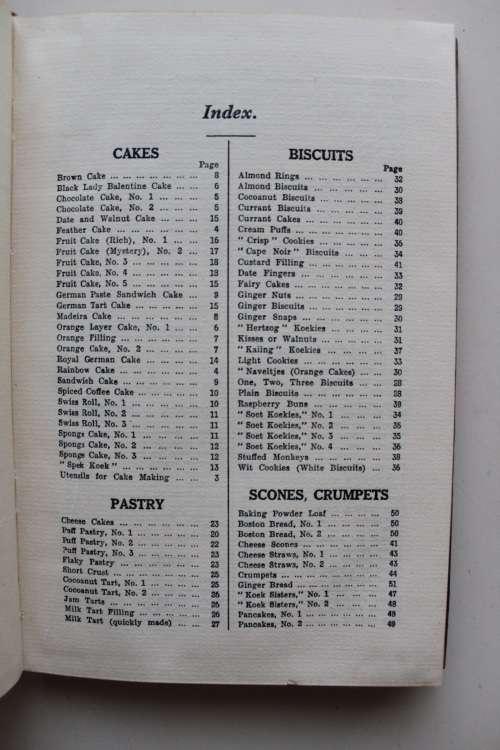 Index.
CAKES
Page
Brown Cake ... ... ... ... ... ... ... 8
Black Lady Balentine Cake ... 6
Chocolate Cake, No. 1 ... ... ... 5
Chocolate Cake, No. 2 ... ... ... 5
Date and Walnut Cake ... ... 15
Feather Cake ... ... ... ... ... ... 4
Fruit Cake (Rich), No. 1 ... ... 16
Fruit Cake (Mystery), No. 2 ... 17
Fruit Cake, No. 3 ... ... ... ... ... 18
Fruit Cake, No. 4 ... ... ... ... ... 18
Fruit Cake, No. 5 ... ... ... ... ... 15
German Paste Sandwich Cake ... 9
German Tart Cake ... ... ... ... 15
Madeira Cake ... ... ... ... ... ... 8
Orange Layer Cake, No. 1 ... ... 6
Orange Filling ... ... ... ... ... ... 7
Orange Cake, No. 2 ... ... ... ... 7
Royal German Cake ... ... ... ... 14
Rainbow Cake ... ... ... ... ... ... 4
Sandwich Cake ... ... ... ... ... ... 9
Spiced Coffee Cake ... ... ... ... 10
Swiss Roll, No. 1 ... ... ... ... ... 10
Swiss Roll, No. 2 ... ... ... ... ... 11
Swiss Roll, No. 3 ... ... ... ... ... 11
Sponge Cake, No. 1 ... ... ... ... 11
Sponge Cake, No. 2 ... ... ... ... 12
Sponge Cake, No. 3 ... ... ... ... 12
"Spek Koek" ... ... ... ... ... ... 13
Utensils for Cake Making ... ... 3
PASTRY
Cheese Cakes ... ... ... ... ... ... 23
Puff Pastry, No. 1 ... ... ... ... ... 20
Puff Pastry, No. 2 ... ... ... ... ... 22
Puff Pastry, No. 3 ... ... ... ... ... 23
Flaky Pastry ... ... ... ... ... ... 23
Short Crust ... ... ... ... ... ... 25
Cocoanut Tart, No. 1 ... ... ... ... 25
Cocoanut Tart, No. 2 ... ... ... ... 26
Jam Tarts ... ... ... ... ... ... ... 25
Milk Tart Filling ... ... ... ... ... 26
Milk Tart (quickly made) ... ... 27
BISCUITS
Page
Almond Rings ... ... ... ... ... ... 32
Almond Biscuits ... ... ... ... ... 30
Cocoanut Biscuits ... ... ... ... ... 38
Currant Biscuits ... ... ... ... ... 39
Currant Cakes ... ... ... ... ... ... 40
Cream Puffs ... ... ... ... ... ... 40
"Crisp" Cookies ... ... ... ... ... 36
"Cape Noir" Biscuits ... ... ... 34
Custard Filling ... ... ... ... ... ... 41
Date Fingers ... ... ... ... ... ... 33
Fairy Cakes ... ... ... ... ... ... 32
Ginger Nuts ... ... ... ... ... ... 29
Ginger Biscuits ... ... ... ... ... 29
Ginger Snaps ... ... ... ... ... ... 30
"Hertzog" Koekies ... ... ... ... 31
Kisses or Walnuts ... ... ... ... 31
"Kaiing" Koekies ... ... ... ... 37
Light Cookies ... ... ... ... ... ... 33
"Naveltjes (Orange Cakes) ... 30
One, Two, Three Biscuits ... ... 28
Plain Biscuits ... ... ... ... ... ... 28
Raspberry Buns ... ... ... ... ... 39
"Soet Koekies," No. 1 ... ... ... 34
"Soet Koekies," No. 2 ... ... ... 35
"Soet Koekies," No. 3 ... ... ... 35
"Soet Koekies," No. 4 ... ... ... 36
Stuffed Monkeys ... ... ... ... ... 38
Wit Cookies (White Biscuits) ... 36
SCONES, CRUMPETS
Baking Powder Loaf ... ... ... ... 50
Boston Bread, No. 1 ... ... ... ... 50
Boston Bread, No. 2 ... ... ... ... 50
Cheese Scones ... ... ... ... ... ... 41
Cheese Straws, No. 1 ... ... ... 43
Cheese Straws, No. 2 ... ... ... 43
Crumpets ... ... ... ... ... ... ... 44
Ginger Bread ... ... ... ... ... ... 51
"Koek Sisters," No. 1 ... ... ... 47
"Koek Sisters," No. 2 ... ... ... 48
Pancakes, No. 1 ... ... ... ... ... 48
Pancakes, No. 2 ... ... ... ... ... 49